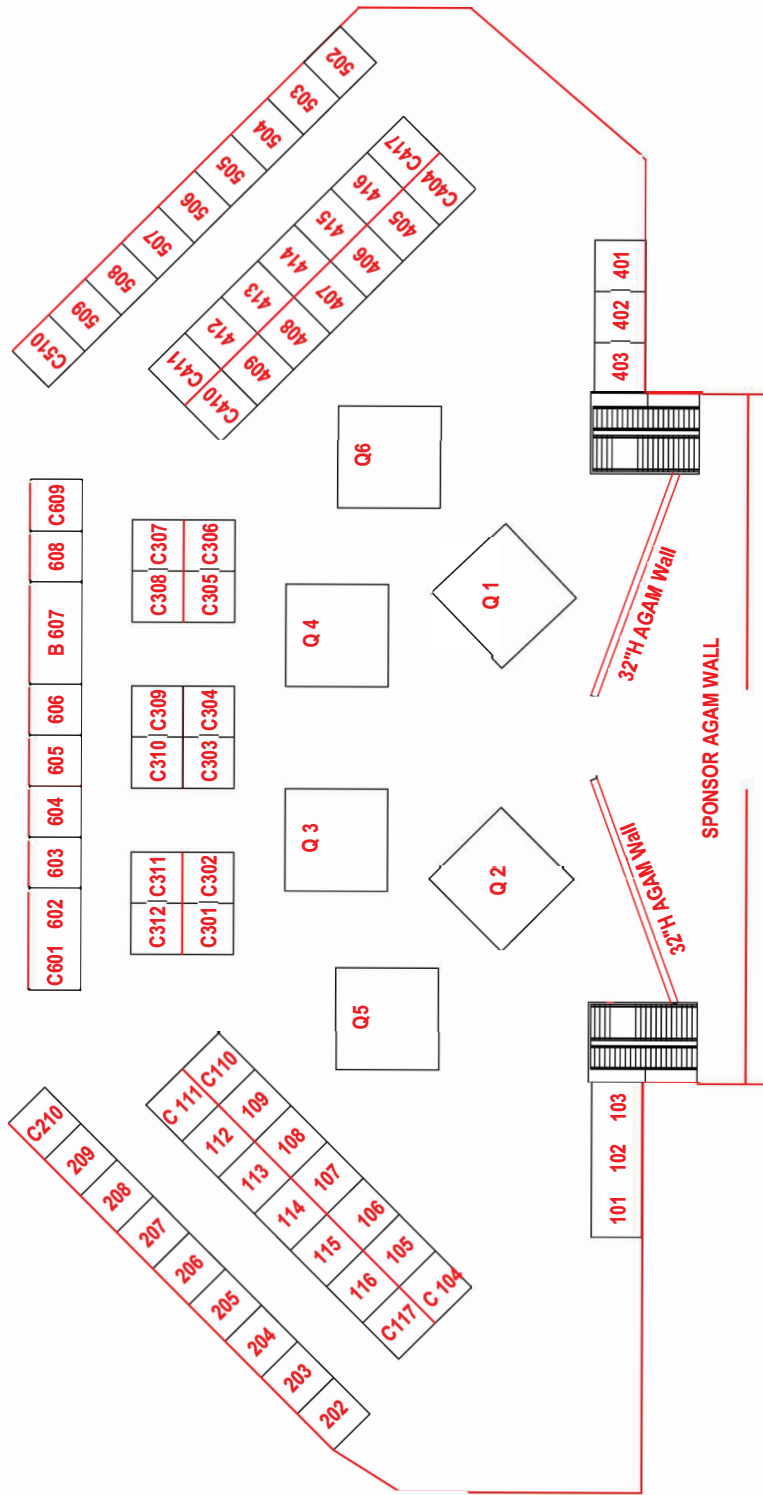 C601 602 603 604 605 606 B 607 608 C609
C312 C311 C310 C309 C308 C307
C301 C302 C303 C304 C305 C306
C210
209
208
207
206
205
204
203
202
C 111
112
113
114
115
116
C117
C110
109
108
107
106
105
C 104
C510
509
508
507
506
505
504
503
502
C411
412
413
414
415
416
C417
C410
409
408
407
406
405
C404
Q5
Q 3
Q 4
Q6
Q 2
Q 1
101 102 103
403 402 401
32"H AGAM Wall
32"H AGAM Wall
SPONSOR AGAM WALL